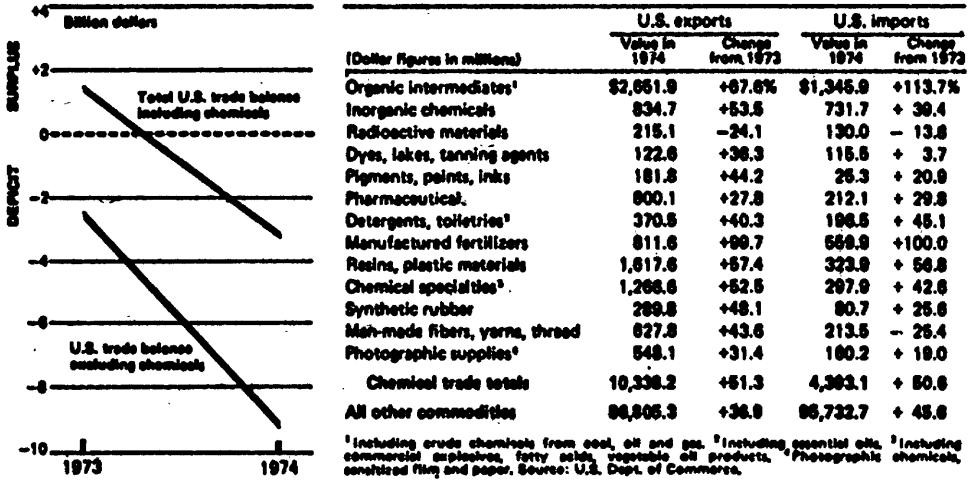 +4
Billion dollars
SURPLUS
+2
Total U.S. trade balance
including chemicals
0
DEFICIT
−2
−4
−6
U.S. trade balance
excluding chemicals
−8
−10
1973 1974
U.S. exports U.S. imports
Value in Change Value in Change
(Dollar figures in millions) 1974 from 1973 1974 from 1973
Organic intermediates¹ $2,651.9 +67.6% $1,345.9 +113.7%
Inorganic chemicals 834.7 +53.5 731.7 + 39.4
Radioactive materials 215.1 −24.1 130.0 − 13.6
Dyes, lakes, tanning agents 122.6 +36.3 115.5 + 3.7
Pigments, paints, inks 181.8 +44.2 25.3 + 20.9
Pharmaceutical 800.1 +27.8 212.1 + 29.8
Detergents, toiletries² 370.5 +40.3 196.5 + 45.1
Manufactured fertilizers 811.6 +99.7 559.9 +100.0
Resins, plastic materials 1,617.6 +57.4 323.9 + 56.8
Chemical specialties³ 1,266.6 +52.5 297.9 + 42.6
Synthetic rubber 289.8 +48.1 80.7 + 25.6
Man-made fibers, yarns, thread 627.8 +43.6 213.5 − 25.4
Photographic supplies⁴ 548.1 +31.4 160.2 + 19.0
Chemical trade totals 10,338.2 +51.3 4,393.1 + 50.6
All other commodities 86,805.3 +36.9 95,732.7 + 45.6
¹Including crude chemicals from coal, oil and gas. ²Including essential oils. ³Including
commercial explosives, fatty acids, vegetable oil products. ⁴Photographic chemicals,
sensitized film and paper. Source: U.S. Dept. of Commerce.